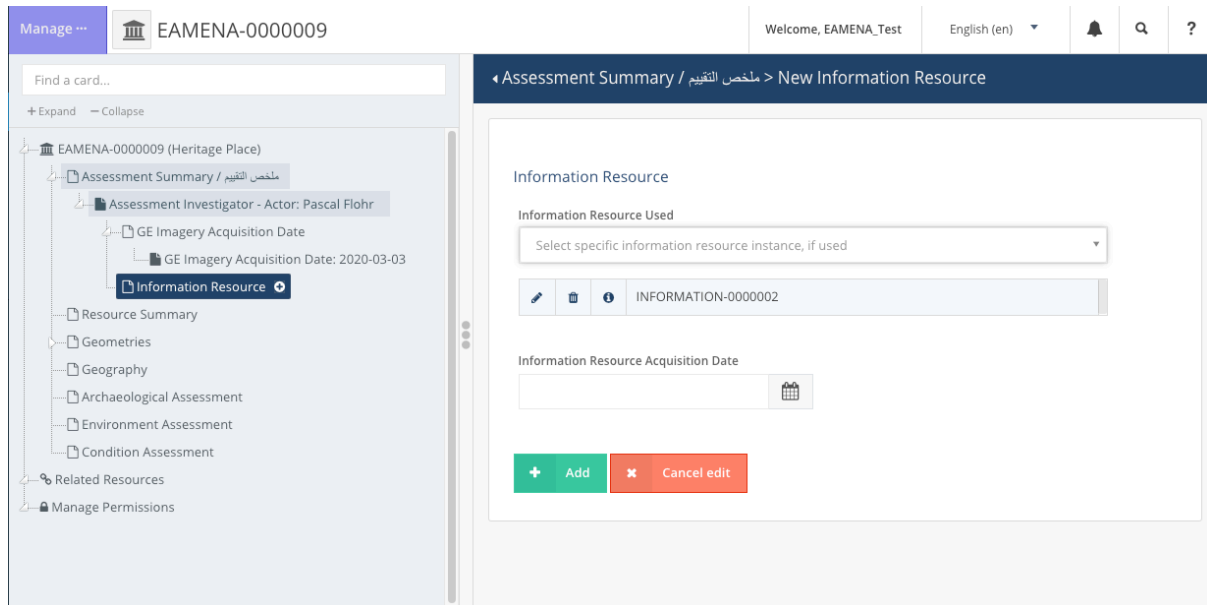 Manage ...
EAMENA-0000009
Welcome, EAMENA_Test
English (en)
?
Find a card...
+ Expand
− Collapse
EAMENA-0000009 (Heritage Place)
Assessment Summary / ملخص التقييم
Assessment Investigator - Actor: Pascal Flohr
GE Imagery Acquisition Date
GE Imagery Acquisition Date: 2020-03-03
Information Resource
Resource Summary
Geometries
Geography
Archaeological Assessment
Environment Assessment
Condition Assessment
Related Resources
Manage Permissions
Assessment Summary / ملخص التقييم < New Information Resource
Information Resource
Information Resource Used
Select specific information resource instance, if used
INFORMATION-0000002
Information Resource Acquisition Date
Add
Cancel edit